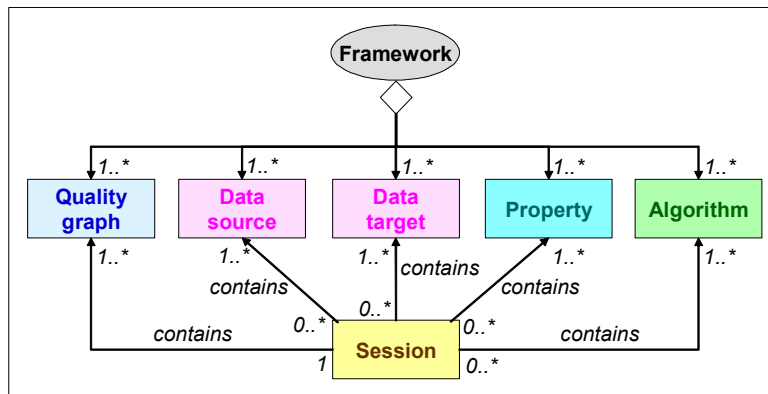 Framework
1..*
1..*
1..*
1..*
1..*
Quality
graph
Data
source
Data
target
Property
Algorithm
1..*
1..*
1..*
1..*
1..*
contains
contains
contains
0..*
0..*
0..*
contains
contains
Session
1
0..*